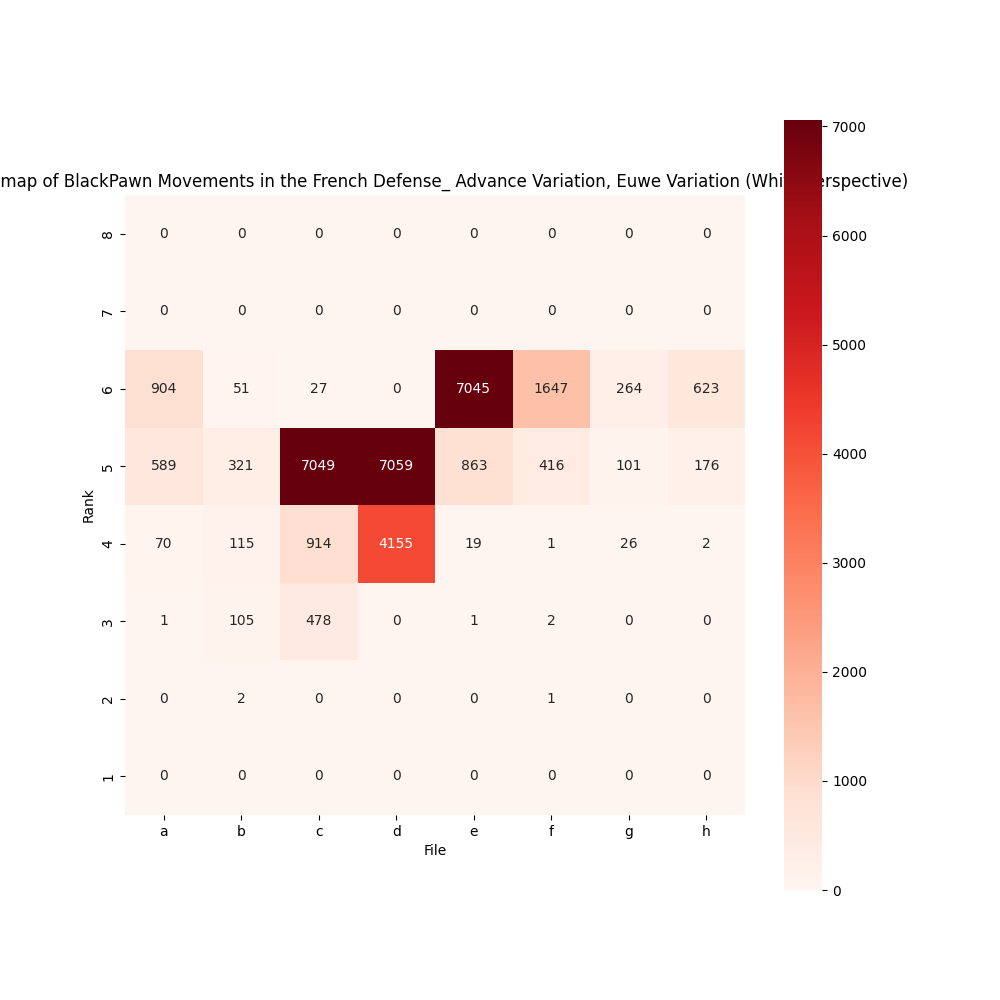 map of BlackPawn Movements in the French Defense_ Advance Variation, Euwe Variation (Whi erspective)
7000
6000
5000
4000
3000
2000
1000
0
Rank
8 0 0 0 0 0 0 0 0
7 0 0 0 0 0 0 0 0
6 904 51 27 0 7045 1647 264 623
5 589 321 7049 7059 863 416 101 176
4 70 115 914 4155 19 1 26 2
3 1 105 478 0 1 2 0 0
2 0 2 0 0 0 1 0 0
1 0 0 0 0 0 0 0 0
a b c d e f g h
File